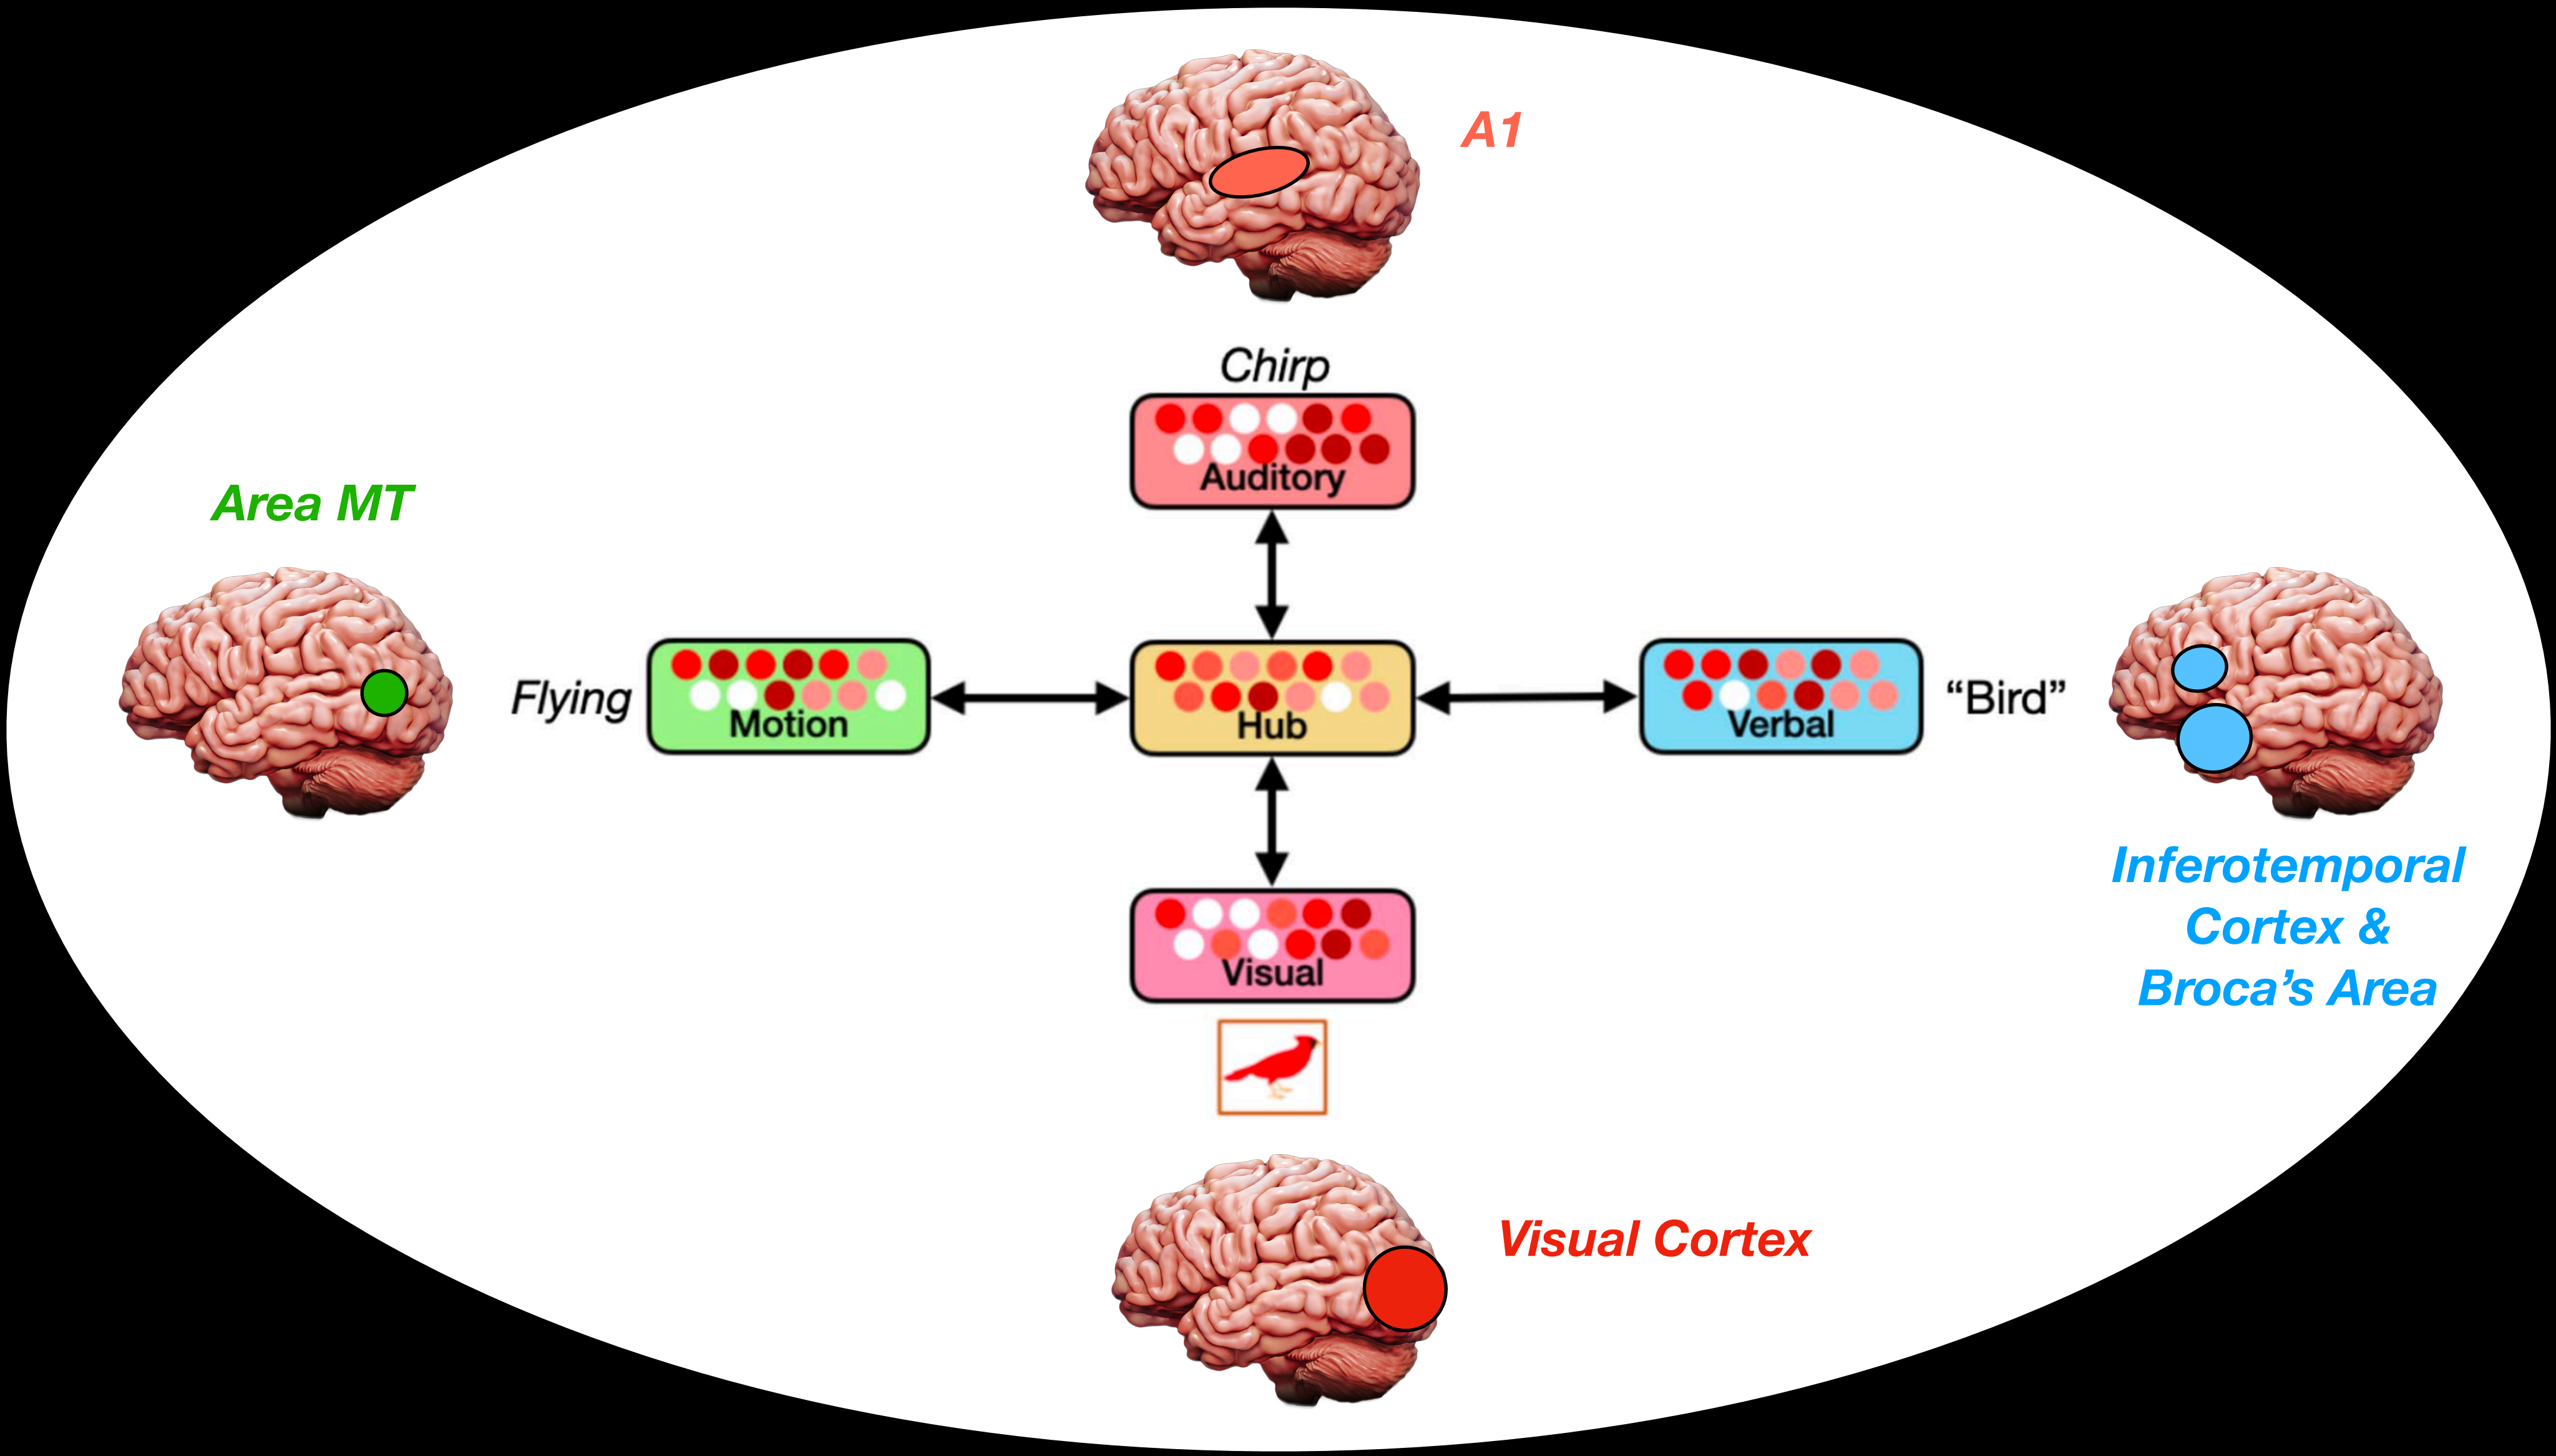 A1
Chirp
Auditory
Area MT
Flying
Motion
Hub
Verbal
“Bird”
Inferotemporal
Cortex &
Broca’s Area
Visual
Visual Cortex